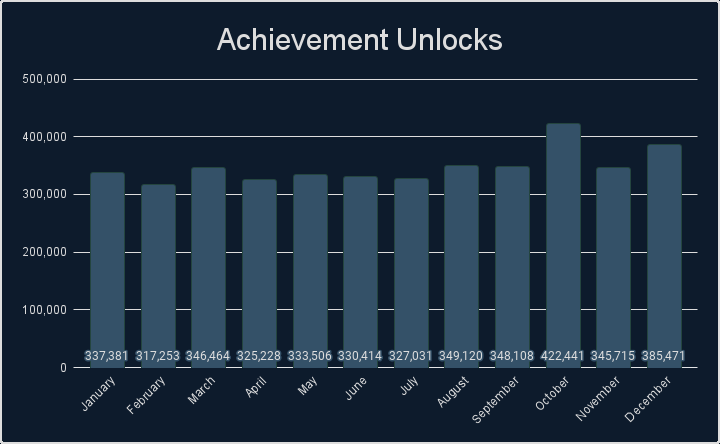 Achievement Unlocks
500,000
400,000
300,000
200,000
100,000
0
337,381 317,253 346,464 325,228 333,506 330,414 327,031 349,120 348,108 422,441 345,715 385,471
January February March April May June July August September October November December